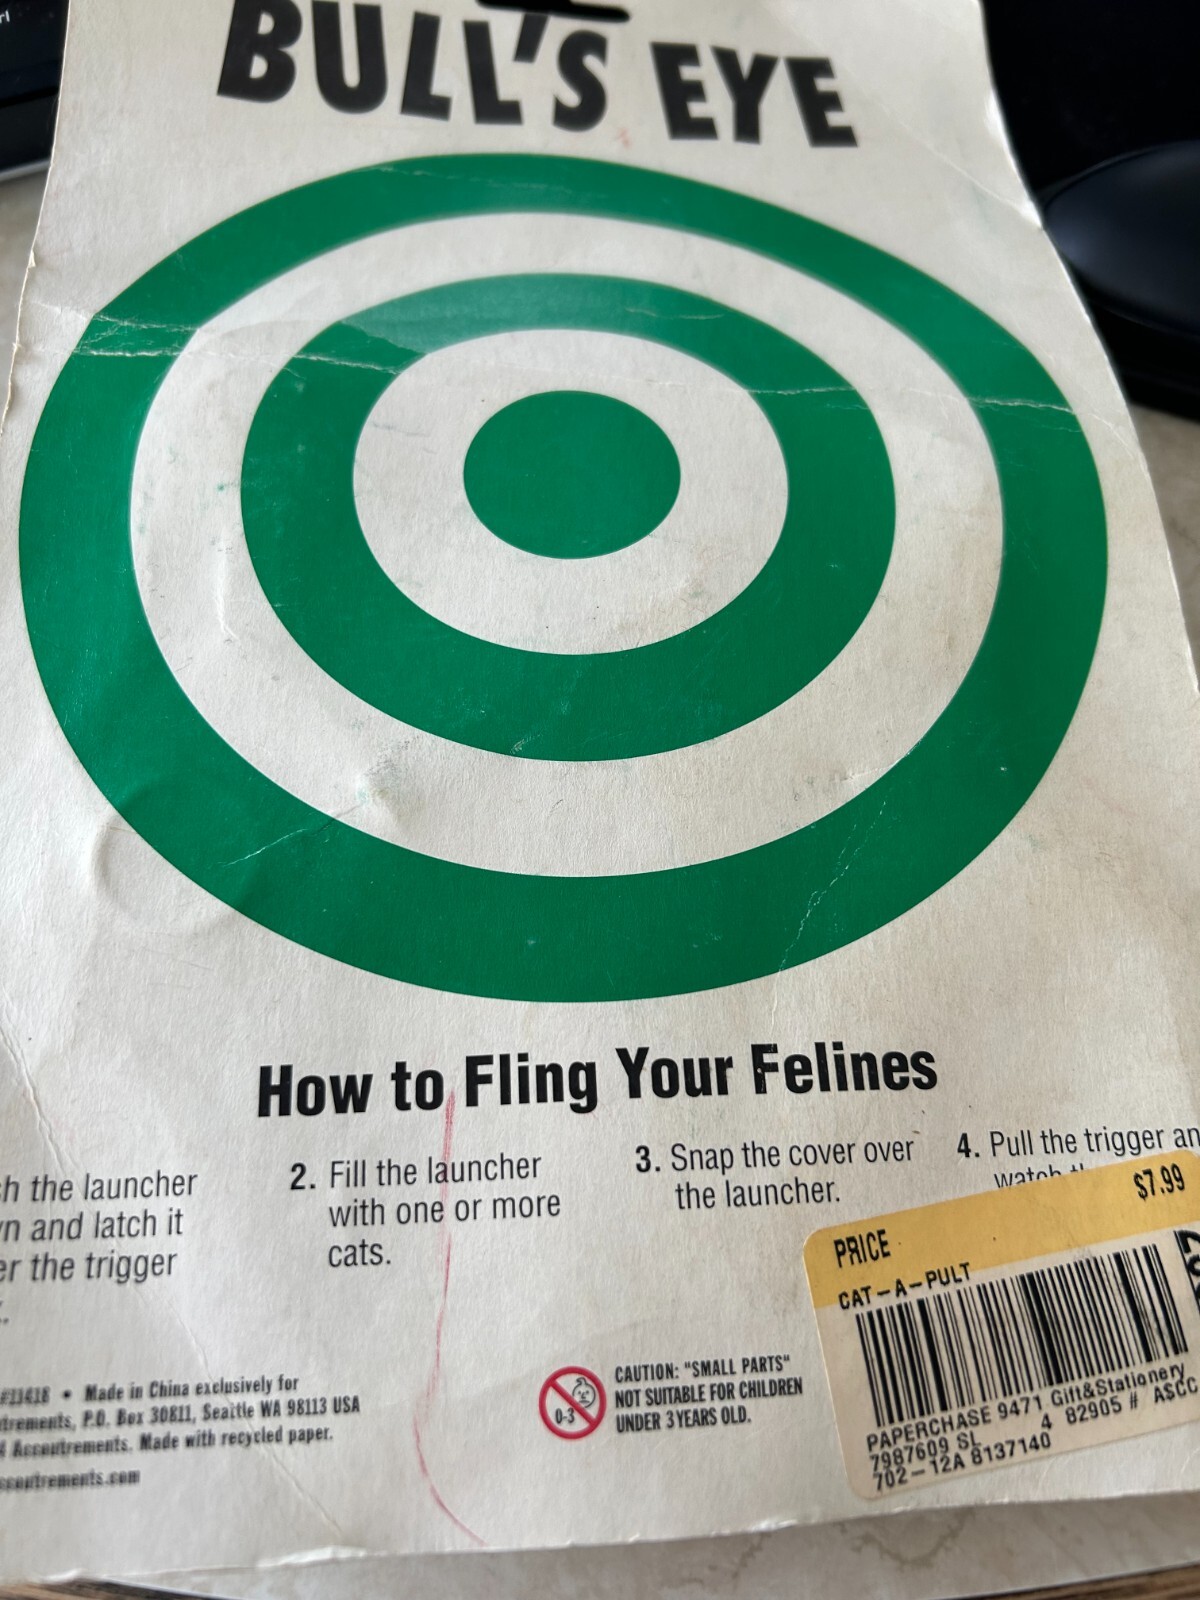 BULL'S EYE
How to Fling Your Felines
the launcher
and latch it
the trigger
2. Fill the launcher
with one or more
cats.
3. Snap the cover over
the launcher.
4. Pull the trigger
$7.99
PRICE
CAT-A-PULT
PAPERCHASE 9471 Gift&Stationery
7987609 SL 4 82905 # ASCC
702-12A 8137140
#11418 • Made in China exclusively for
P.O. Box 30811, Seattle WA 98113 USA
Accoutrements. Made with recycled paper.
0-3
CAUTION: "SMALL PARTS"
NOT SUITABLE FOR CHILDREN
UNDER 3 YEARS OLD.